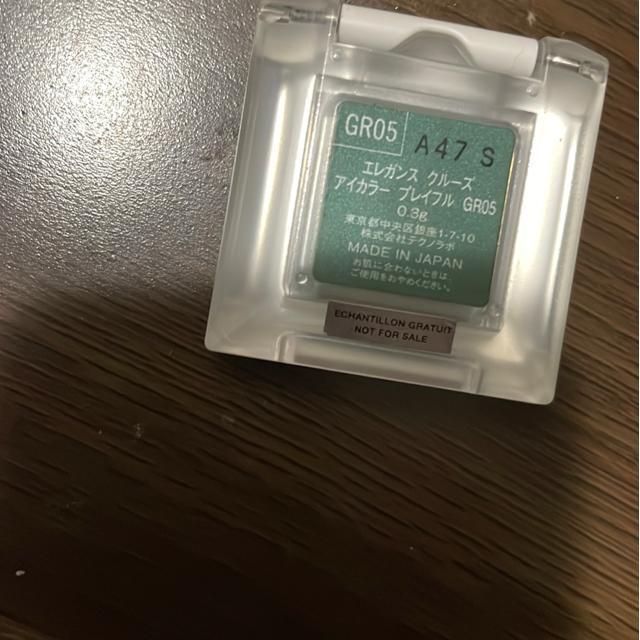 GR05
A47 S
エレガンス クルーズ
アイカラー プレイフル GR05
0.3g
東京都中央区銀座1-7-10
株式会社テクノラボ
MADE IN JAPAN
お肌に合わないときは、
ご使用をおやめください。
ECHANTILLON GRATUIT
NOT FOR SALE